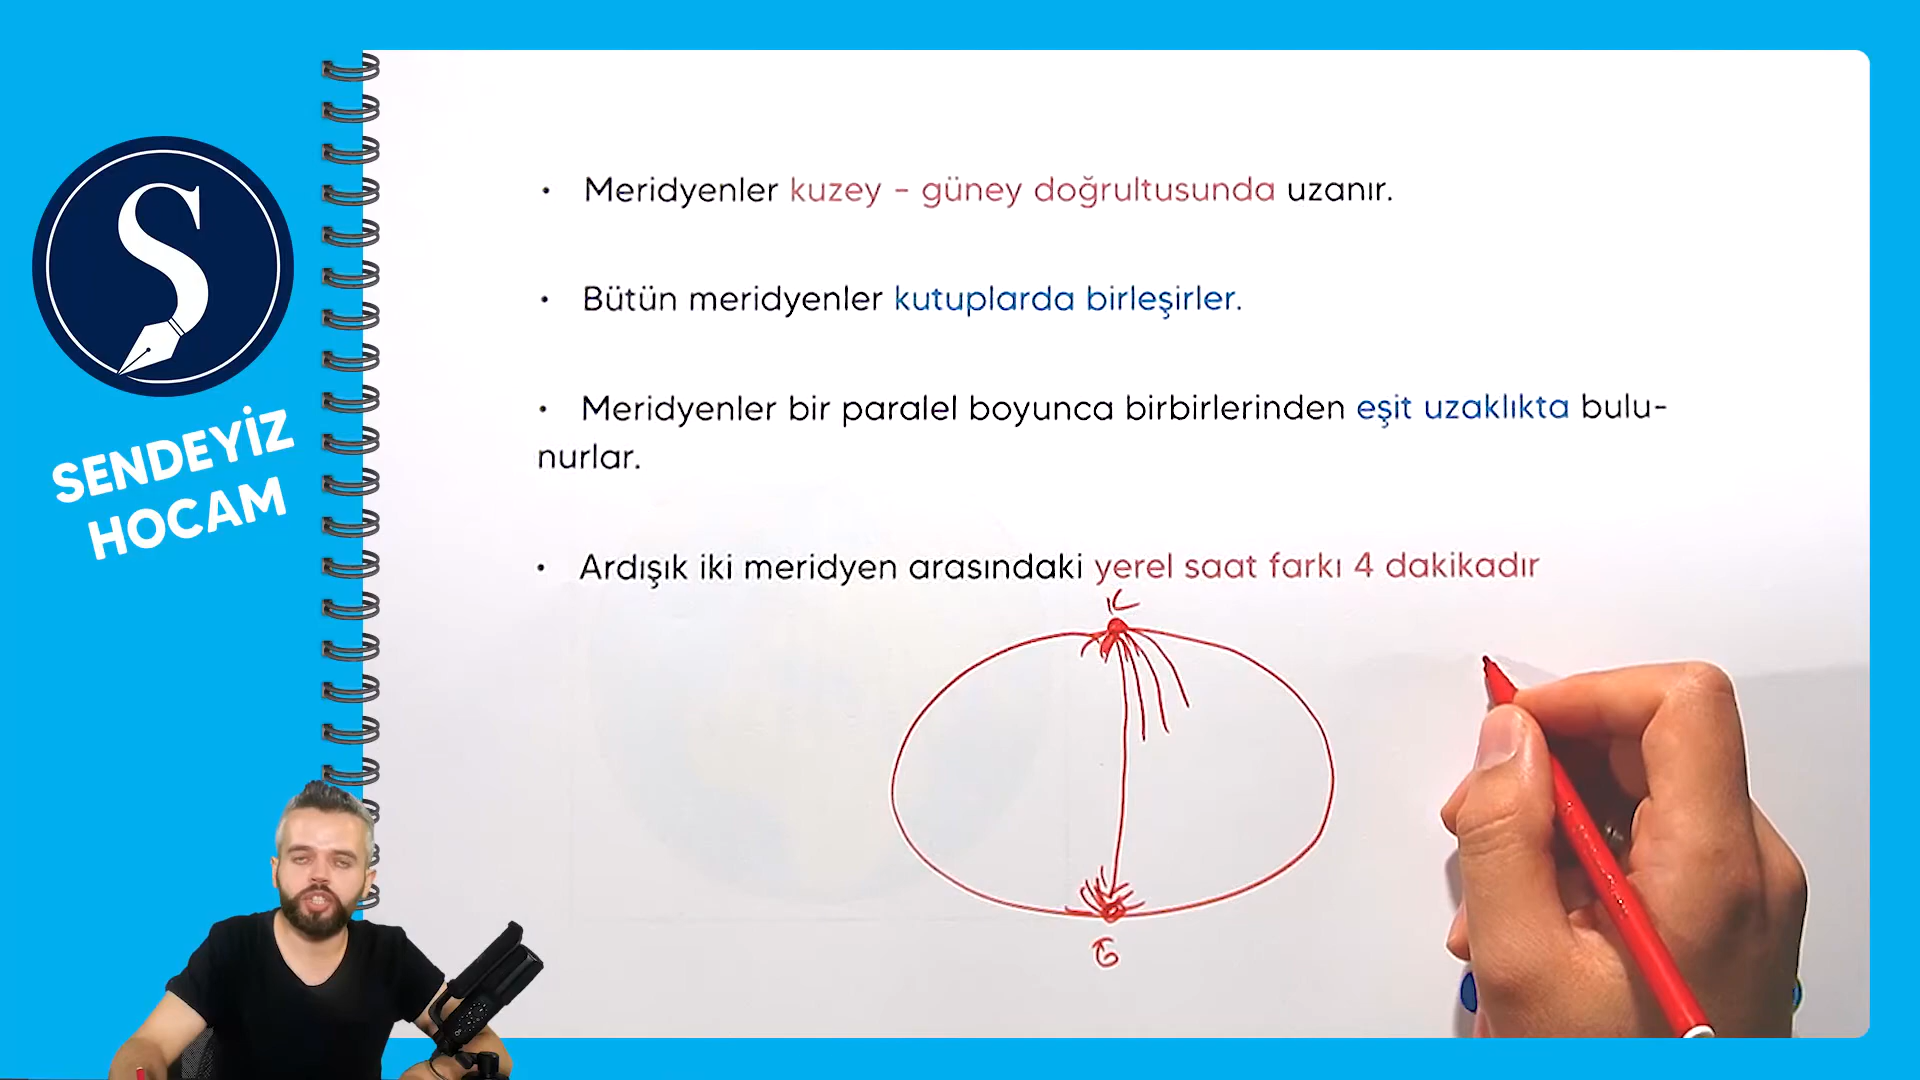 SENDEYİZ
HOCAM
• Meridyenler kuzey - güney doğrultusunda uzanır.
• Bütün meridyenler kutuplarda birleşirler.
• Meridyenler bir paralel boyunca birbirlerinden eşit uzaklıkta bulu-
nurlar.
• Ardışık iki meridyen arasındaki yerel saat farkı 4 dakikadır
K
G